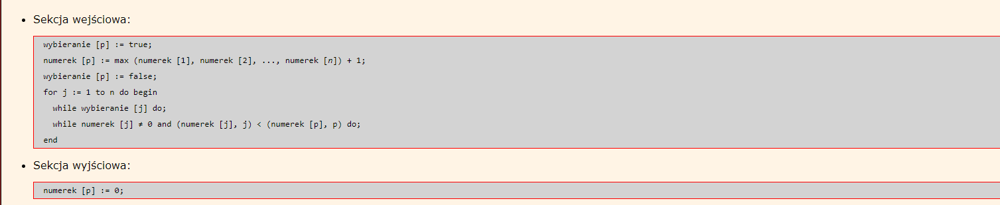 Sekcja wejściowa:
wybieranie [p] := true;
numerek [p] := max (numerek [1], numerek [2], ..., numerek [n]) + 1;
wybieranie [p] := false;
for j := 1 to n do begin
while wybieranie [j] do;
while numerek [j] ≠ 0 and (numerek [j], j) < (numerek [p], p) do;
end
Sekcja wyjściowa:
numerek [p] := 0;